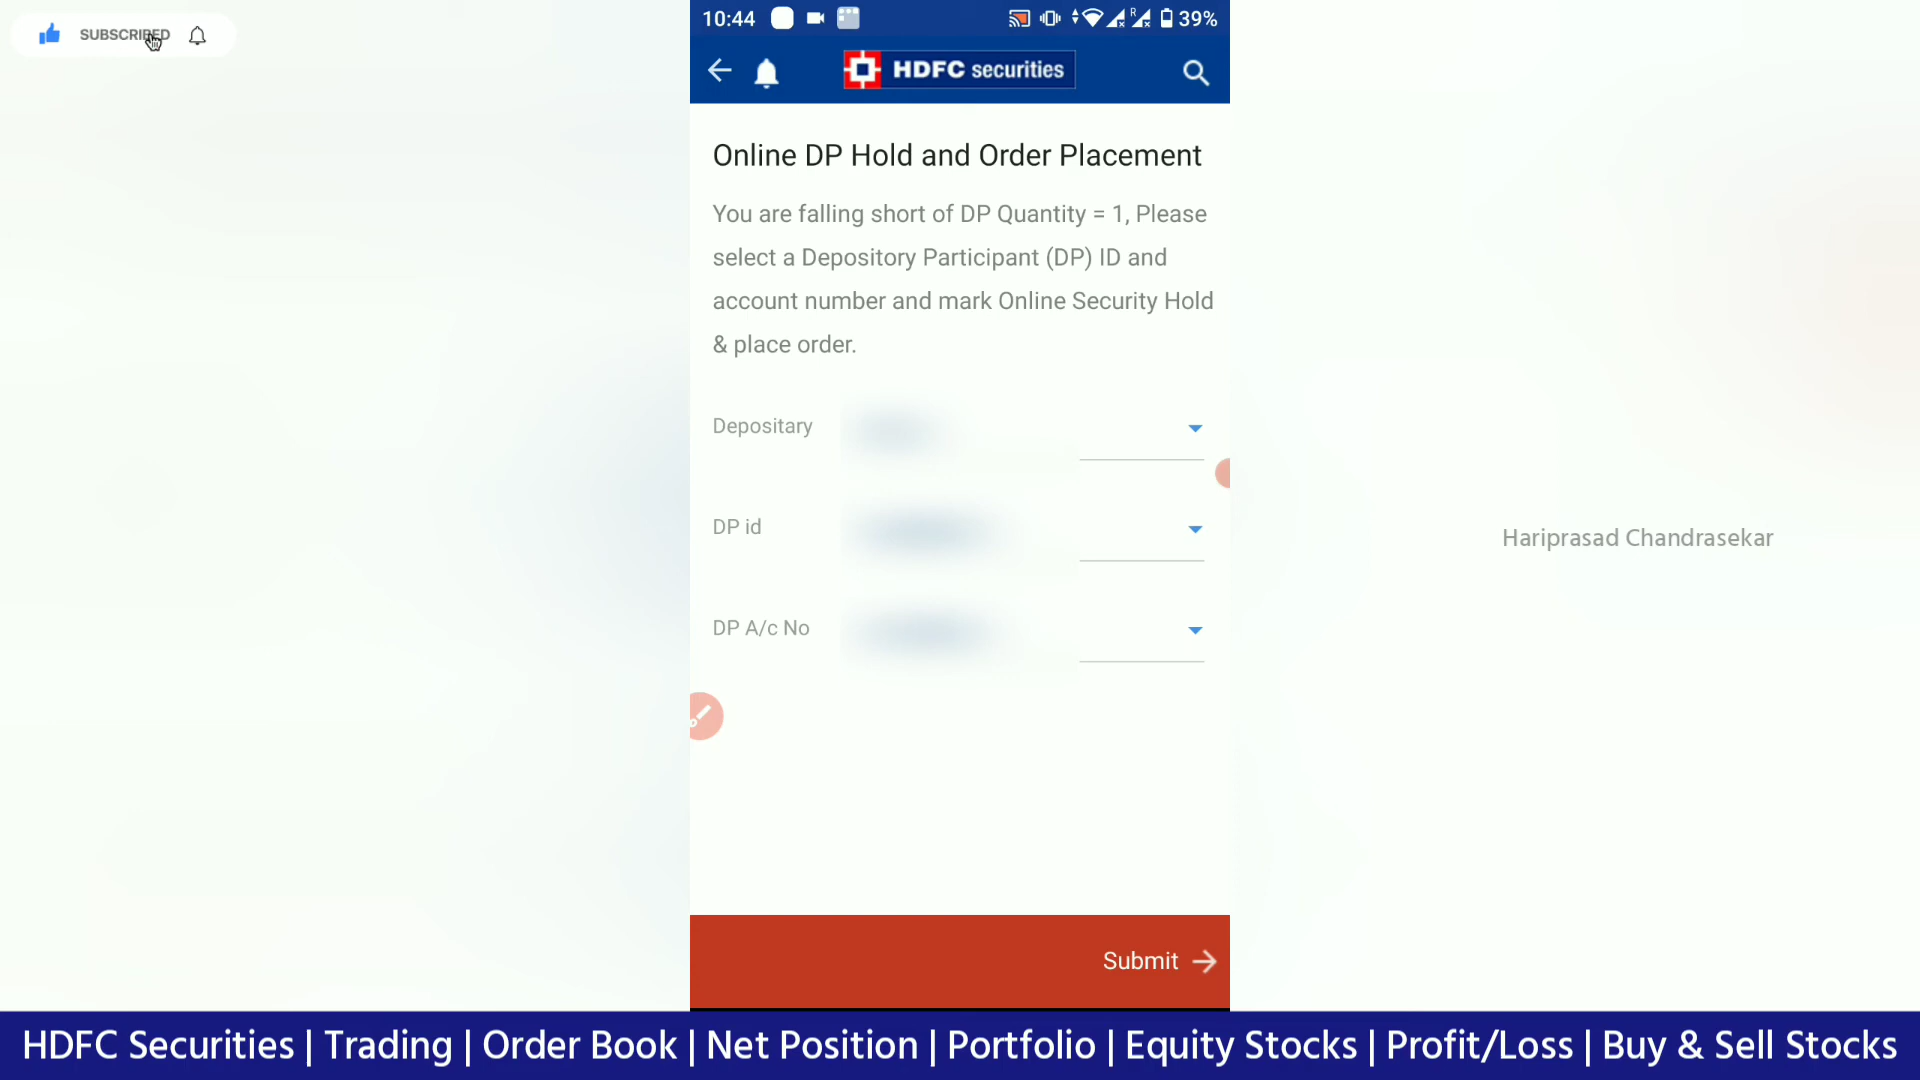 SUBSCRIBED
10:44
R
39%
HDFC securities
Online DP Hold and Order Placement
You are falling short of DP Quantity = 1, Please
select a Depository Participant (DP) ID and
account number and mark Online Security Hold
& place order.
Depositary
DP id
DP A/c No
Hariprasad Chandrasekar
Submit
HDFC Securities | Trading | Order Book | Net Position | Portfolio | Equity Stocks | Profit/Loss | Buy & Sell Stocks